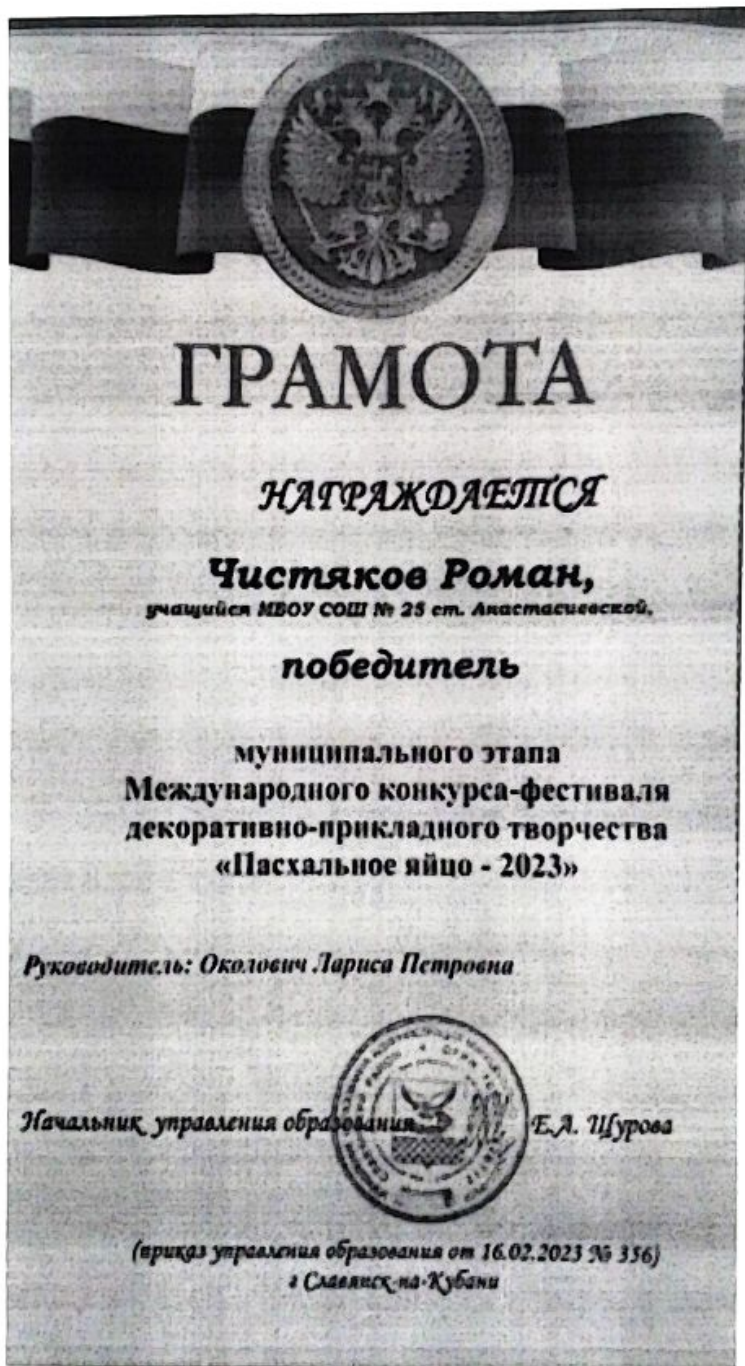 ГРАМОТА
НАГРАЖДАЕТСЯ
Чистяков Роман,
учащийся МБОУ СОШ № 25 ст. Анастасиевской,
победитель
муниципального этапа
Международного конкурса-фестиваля
декоративно-прикладного творчества
«Пасхальное яйцо - 2023»
Руководитель: Околович Лариса Петровна
Начальник управления образования Е.А. Щурова
(приказ управления образования от 16.02.2023 № 356)
г Славянск-на-Кубани